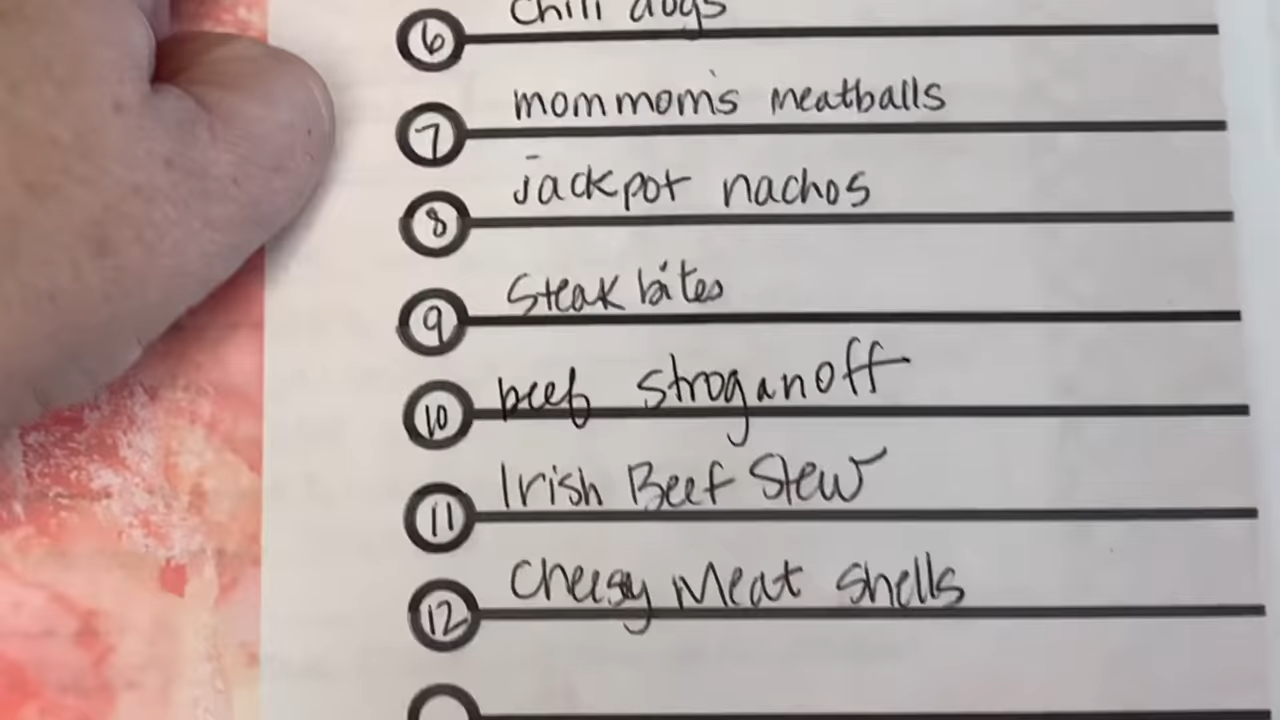 6 chili dogs
7 mommom's meatballs
8 jackpot nachos
9 Steak bites
10 beef stroganoff
11 Irish Beef Stew
12 Cheesy Meat Shells